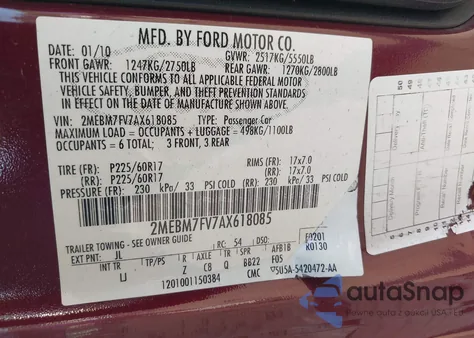 MFD. BY FORD MOTOR CO.
DATE: 01/10
GVWR: 2517KG/5550LB
FRONT GAWR: 1247KG/2750LB
REAR GAWR: 1270KG/2800LB
THIS VEHICLE CONFORMS TO ALL APPLICABLE FEDERAL MOTOR
VEHICLE SAFETY, BUMPER, AND THEFT PREVENTION STANDARDS
IN EFFECT ON THE DATE OF MANUFACTURE SHOWN ABOVE.
VIN: 2MEBM7FV7AX618085 TYPE: Passenger Car
MAXIMUM LOAD = OCCUPANTS + LUGGAGE = 498KG/1100LB
OCCUPANTS = 6 TOTAL; 3 FRONT, 3 REAR
TIRE (FR): P225/60R17 RIMS (FR): 17x7.0
(RR): P225/60R17 (RR): 17x7.0
PRESSURE (FR): 230 kPa/ 33 PSI COLD (RR): 230 kPa/ 33 PSI COLD
2MEBM7FV7AX618085
TRAILER TOWING - SEE OWNER GUIDE
F0201
EXT PNT: JL RC: 54 DSO: R0130
INT TR TP/PS R AXLE TR SPR AFB1B
LJ Z CB Q BB22 F05
1201001150384 CMC
5U5A-5420472-AA
50
autoSnap